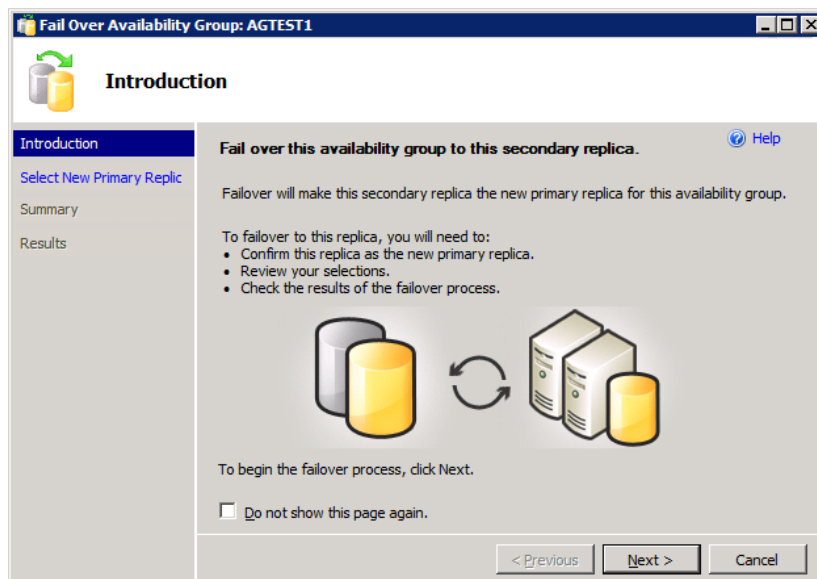 Fail Over Availability Group: AGTEST1
Introduction
Introduction
Select New Primary Replic
Summary
Results
Help
Fail over this availability group to this secondary replica.
Failover will make this secondary replica the new primary replica for this availability group.
To failover to this replica, you will need to:
• Confirm this replica as the new primary replica.
• Review your selections.
• Check the results of the failover process.
To begin the failover process, click Next.
Do not show this page again.
< Previous
Next >
Cancel